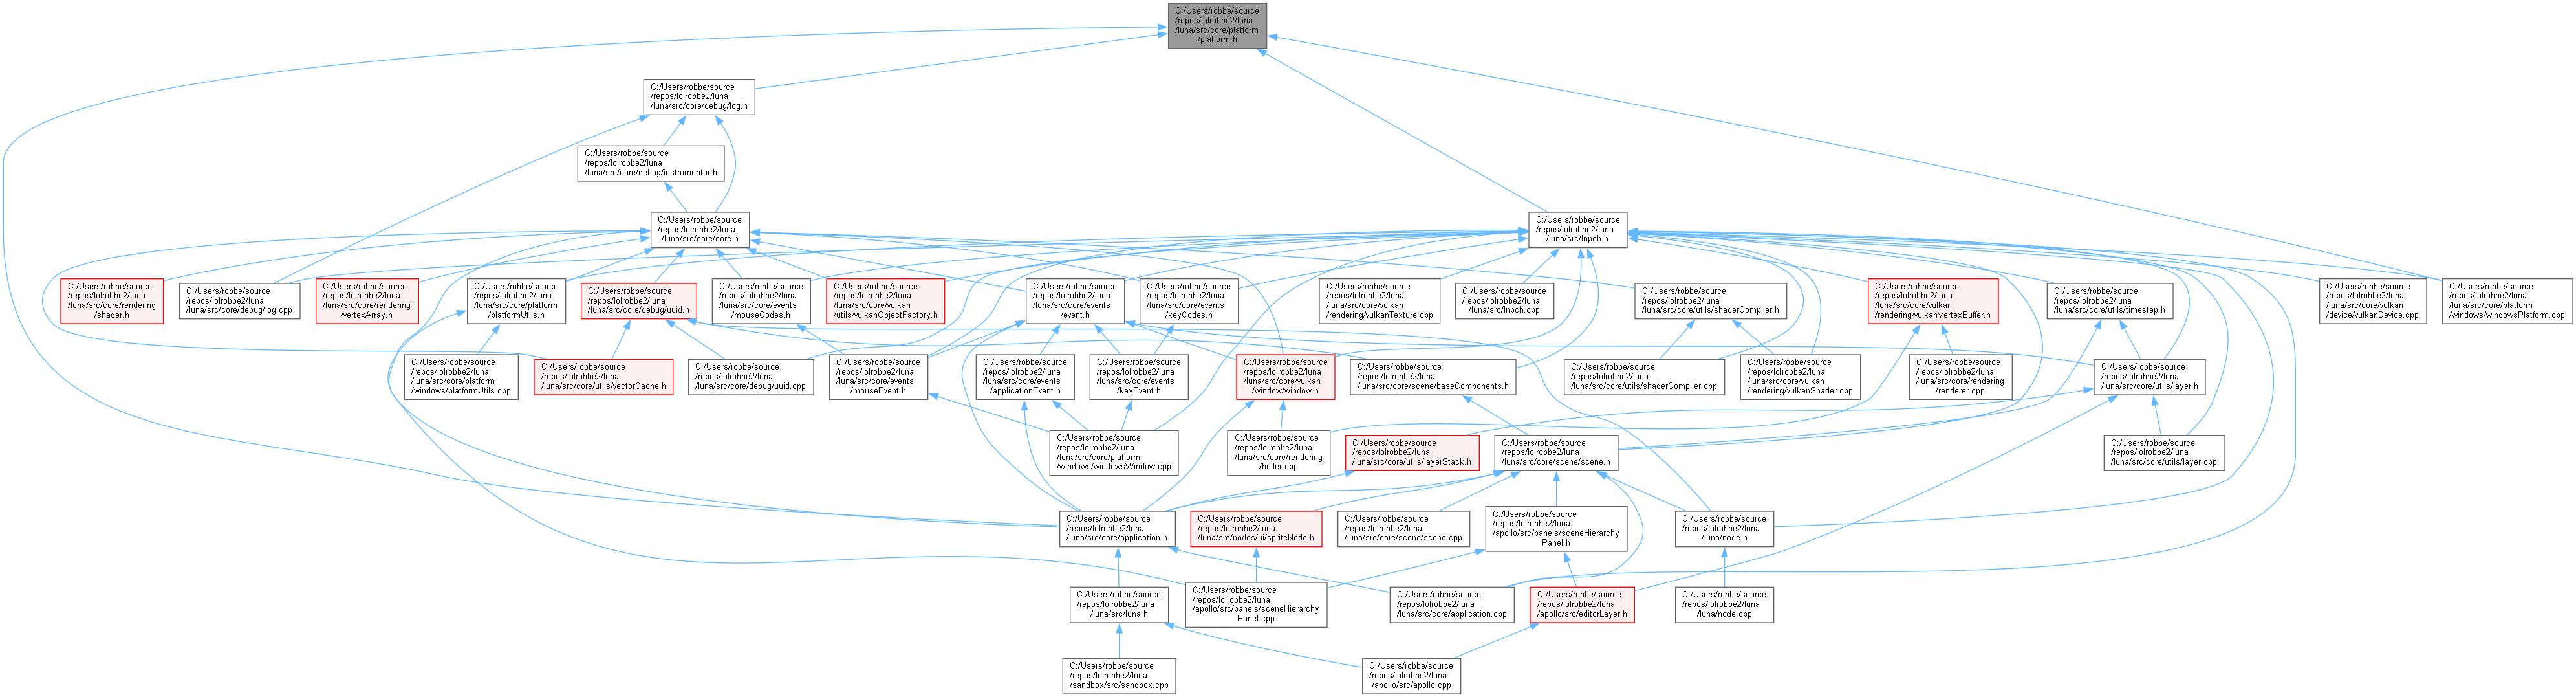 C:/Users/robbe/source
/repos/lolrobbe2/luna
/luna/src/core/platform
/platform.h
C:/Users/robbe/source
/repos/lolrobbe2/luna
/luna/src/core/debug/log.h
C:/Users/robbe/source
/repos/lolrobbe2/luna
/luna/src/core/debug/instrumentor.h
C:/Users/robbe/source
/repos/lolrobbe2/luna
/luna/src/core/core.h
C:/Users/robbe/source
/repos/lolrobbe2/luna
/luna/src/lnpch.h
C:/Users/robbe/source
/repos/lolrobbe2/luna
/luna/src/core/rendering
/shader.h
C:/Users/robbe/source
/repos/lolrobbe2/luna
/luna/src/core/debug/log.cpp
C:/Users/robbe/source
/repos/lolrobbe2/luna
/luna/src/core/rendering
/vertexArray.h
C:/Users/robbe/source
/repos/lolrobbe2/luna
/luna/src/core/platform
/platformUtils.h
C:/Users/robbe/source
/repos/lolrobbe2/luna
/luna/src/core/debug/uuid.h
C:/Users/robbe/source
/repos/lolrobbe2/luna
/luna/src/core/events
/mouseCodes.h
C:/Users/robbe/source
/repos/lolrobbe2/luna
/luna/src/core/vulkan
/utils/vulkanObjectFactory.h
C:/Users/robbe/source
/repos/lolrobbe2/luna
/luna/src/core/events
/event.h
C:/Users/robbe/source
/repos/lolrobbe2/luna
/luna/src/core/events
/keyCodes.h
C:/Users/robbe/source
/repos/lolrobbe2/luna
/luna/src/core/vulkan
/rendering/vulkanTexture.cpp
C:/Users/robbe/source
/repos/lolrobbe2/luna
/luna/src/lnpch.cpp
C:/Users/robbe/source
/repos/lolrobbe2/luna
/luna/src/core/utils/shaderCompiler.h
C:/Users/robbe/source
/repos/lolrobbe2/luna
/luna/src/core/vulkan
/rendering/vulkanVertexBuffer.h
C:/Users/robbe/source
/repos/lolrobbe2/luna
/luna/src/core/utils/timestep.h
C:/Users/robbe/source
/repos/lolrobbe2/luna
/luna/src/core/vulkan
/device/vulkanDevice.cpp
C:/Users/robbe/source
/repos/lolrobbe2/luna
/luna/src/core/platform
/windows/windowsPlatform.cpp
C:/Users/robbe/source
/repos/lolrobbe2/luna
/luna/src/core/platform
/windows/platformUtils.cpp
C:/Users/robbe/source
/repos/lolrobbe2/luna
/luna/src/core/utils/vectorCache.h
C:/Users/robbe/source
/repos/lolrobbe2/luna
/luna/src/core/debug/uuid.cpp
C:/Users/robbe/source
/repos/lolrobbe2/luna
/luna/src/core/events
/mouseEvent.h
C:/Users/robbe/source
/repos/lolrobbe2/luna
/luna/src/core/events
/applicationEvent.h
C:/Users/robbe/source
/repos/lolrobbe2/luna
/luna/src/core/events
/keyEvent.h
C:/Users/robbe/source
/repos/lolrobbe2/luna
/luna/src/core/vulkan
/window/window.h
C:/Users/robbe/source
/repos/lolrobbe2/luna
/luna/src/core/scene/baseComponents.h
C:/Users/robbe/source
/repos/lolrobbe2/luna
/luna/src/core/utils/shaderCompiler.cpp
C:/Users/robbe/source
/repos/lolrobbe2/luna
/luna/src/core/vulkan
/rendering/vulkanShader.cpp
C:/Users/robbe/source
/repos/lolrobbe2/luna
/luna/src/core/rendering
/renderer.cpp
C:/Users/robbe/source
/repos/lolrobbe2/luna
/luna/src/core/utils/layer.h
C:/Users/robbe/source
/repos/lolrobbe2/luna
/luna/src/core/platform
/windows/windowsWindow.cpp
C:/Users/robbe/source
/repos/lolrobbe2/luna
/luna/src/core/rendering
/buffer.cpp
C:/Users/robbe/source
/repos/lolrobbe2/luna
/luna/src/core/utils/layerStack.h
C:/Users/robbe/source
/repos/lolrobbe2/luna
/luna/src/core/scene/scene.h
C:/Users/robbe/source
/repos/lolrobbe2/luna
/luna/src/core/utils/layer.cpp
C:/Users/robbe/source
/repos/lolrobbe2/luna
/luna/src/core/application.h
C:/Users/robbe/source
/repos/lolrobbe2/luna
/luna/src/nodes/ui/spriteNode.h
C:/Users/robbe/source
/repos/lolrobbe2/luna
/luna/src/core/scene/scene.cpp
C:/Users/robbe/source
/repos/lolrobbe2/luna
/apollo/src/panels/sceneHierarchy
Panel.h
C:/Users/robbe/source
/repos/lolrobbe2/luna
/luna/node.h
C:/Users/robbe/source
/repos/lolrobbe2/luna
/luna/src/luna.h
C:/Users/robbe/source
/repos/lolrobbe2/luna
/apollo/src/panels/sceneHierarchy
Panel.cpp
C:/Users/robbe/source
/repos/lolrobbe2/luna
/luna/src/core/application.cpp
C:/Users/robbe/source
/repos/lolrobbe2/luna
/apollo/src/editorLayer.h
C:/Users/robbe/source
/repos/lolrobbe2/luna
/luna/node.cpp
C:/Users/robbe/source
/repos/lolrobbe2/luna
/sandbox/src/sandbox.cpp
C:/Users/robbe/source
/repos/lolrobbe2/luna
/apollo/src/apollo.cpp